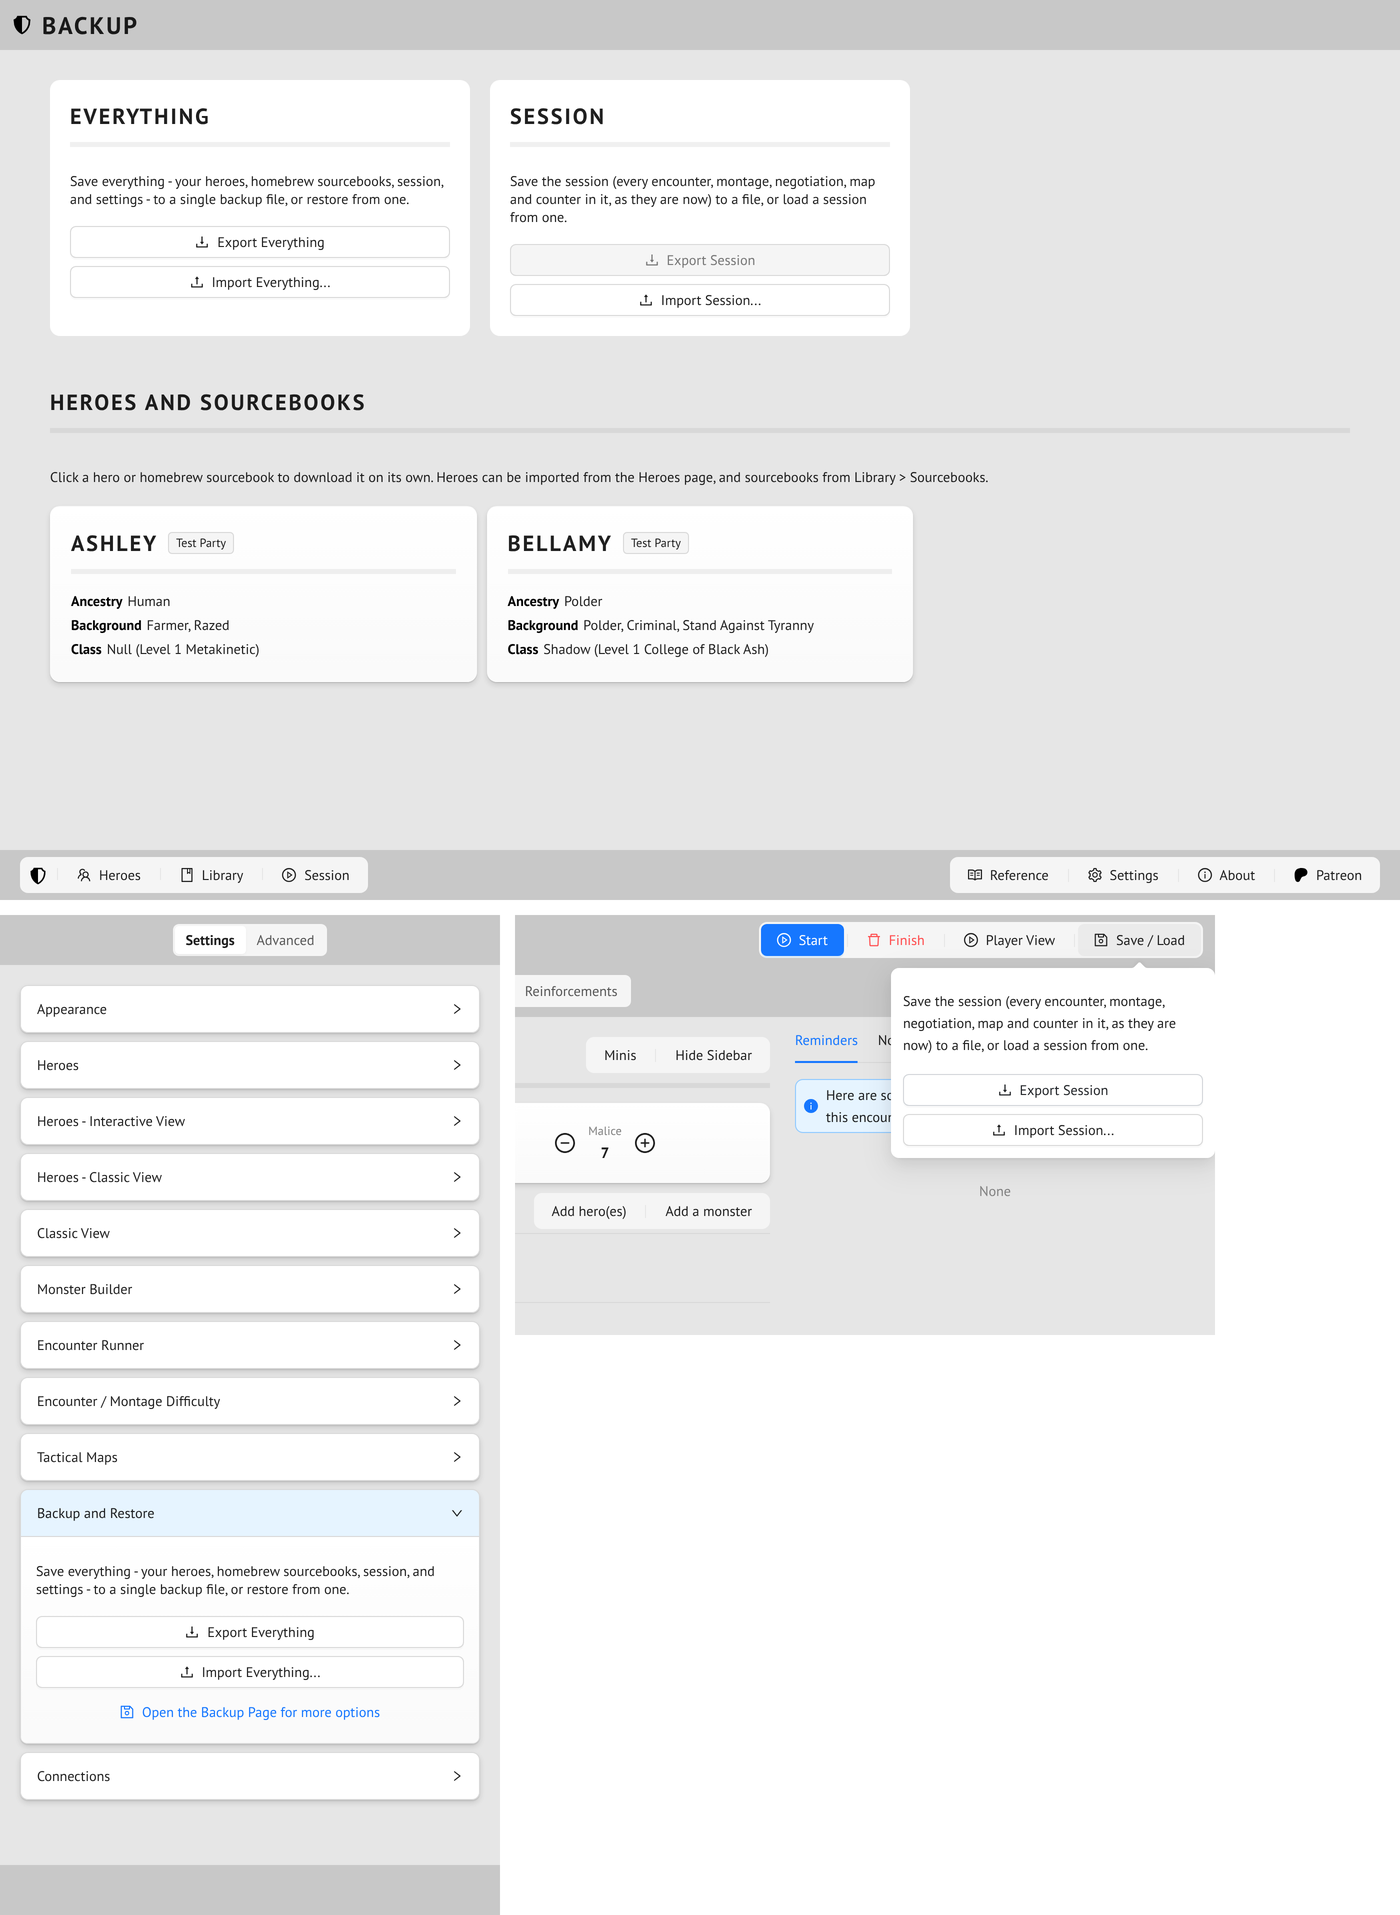 BACKUP
EVERYTHING
Save everything - your heroes, homebrew sourcebooks, session,
and settings - to a single backup file, or restore from one.
Export Everything
Import Everything...
SESSION
Save the session (every encounter, montage, negotiation, map
and counter in it, as they are now) to a file, or load a session
from one.
Export Session
Import Session...
HEROES AND SOURCEBOOKS
Click a hero or homebrew sourcebook to download it on its own. Heroes can be imported from the Heroes page, and sourcebooks from Library > Sourcebooks.
ASHLEY Test Party
Ancestry Human
Background Farmer, Razed
Class Null (Level 1 Metakinetic)
BELLAMY Test Party
Ancestry Polder
Background Polder, Criminal, Stand Against Tyranny
Class Shadow (Level 1 College of Black Ash)
Heroes Library Session
Reference Settings About Patreon
Settings Advanced
Appearance
Heroes
Heroes - Interactive View
Heroes - Classic View
Classic View
Monster Builder
Encounter Runner
Encounter / Montage Difficulty
Tactical Maps
Backup and Restore
Save everything - your heroes, homebrew sourcebooks, session, and
settings - to a single backup file, or restore from one.
Export Everything
Import Everything...
Open the Backup Page for more options
Connections
Start Finish Player View Save / Load
Reinforcements
Minis Hide Sidebar
Malice
7
Add hero(es) Add a monster
Reminders
Here are
this
None
Save the session (every encounter, montage,
negotiation, map and counter in it, as they are
now) to a file, or load a session from one.
Export Session
Import Session...